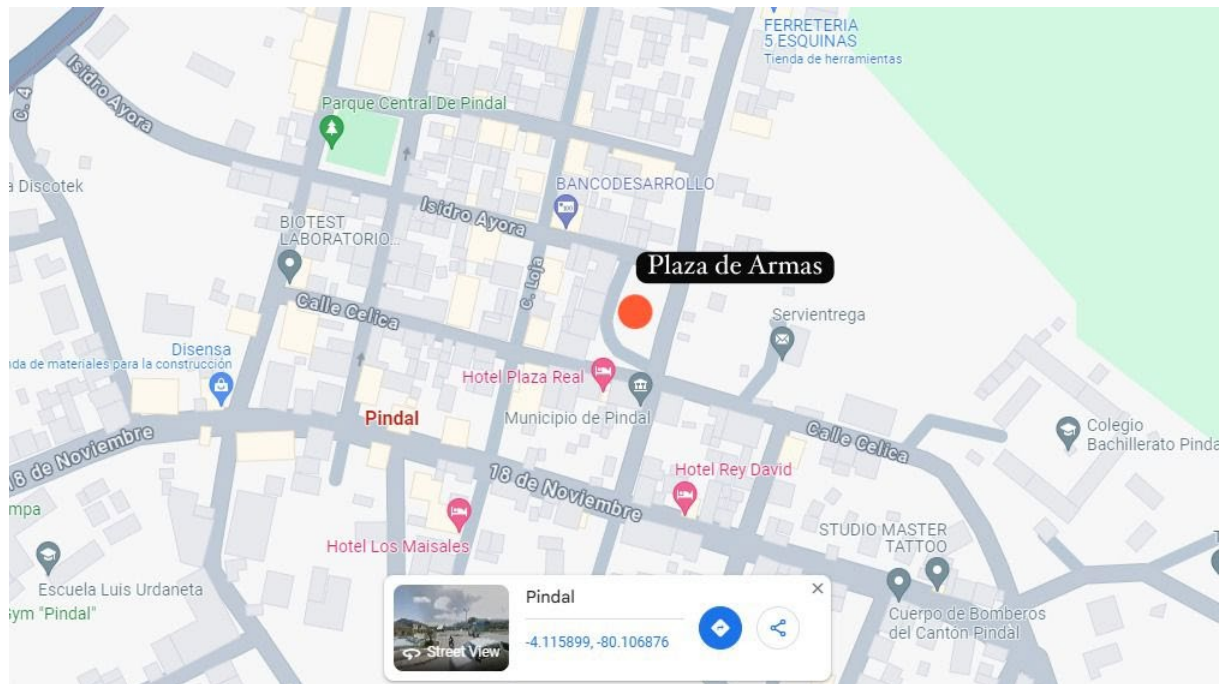 FERRETERIA
5 ESQUINAS
Tienda de herramientas
Isidro Ayora
C. 4
Parque Central De Pindal
a Discotek
BANCODESARROLLO
Isidro Ayora
BIOTEST
LABORATORIO...
Plaza de Armas
C. Loja
Calle Celica
Servientrega
Disensa
nda de materiales para la construcción
Hotel Plaza Real
Pindal
Municipio de Pindal
Calle Celica
Colegio
Bachillerato Pinda
18 de Noviembre
18 de Noviembre
Hotel Rey David
mpa
Hotel Los Maisales
STUDIO MASTER
TATTOO
Escuela Luis Urdaneta
Gym "Pindal"
Cuerpo de Bomberos
del Cantón Pindal
Pindal
-4.115899, -80.106876
Street View